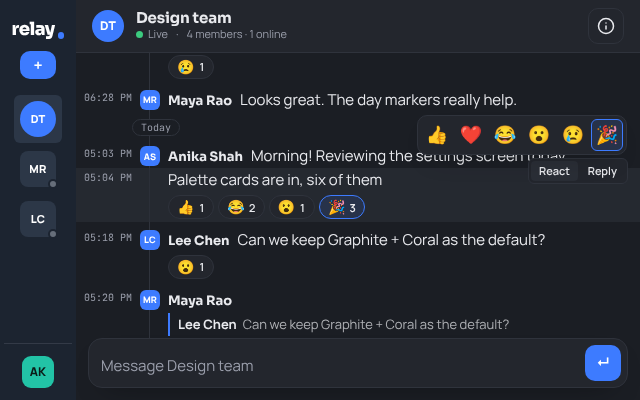 relay.
+
DT
MR
LC
AK
DT
Design team
Live · 4 members · 1 online
😢 1
06:28 PM MR Maya Rao Looks great. The day markers really help.
Today
👍 ❤️ 😂 😮 😢 🎉
05:03 PM AS Anika Shah Morning! Reviewing the settings screen today.
React Reply
05:04 PM Palette cards are in, six of them
👍 1 😂 2 😮 1 🎉 3
05:18 PM LC Lee Chen Can we keep Graphite + Coral as the default?
😮 1
05:20 PM MR Maya Rao
Lee Chen Can we keep Graphite + Coral as the default?
Message Design team